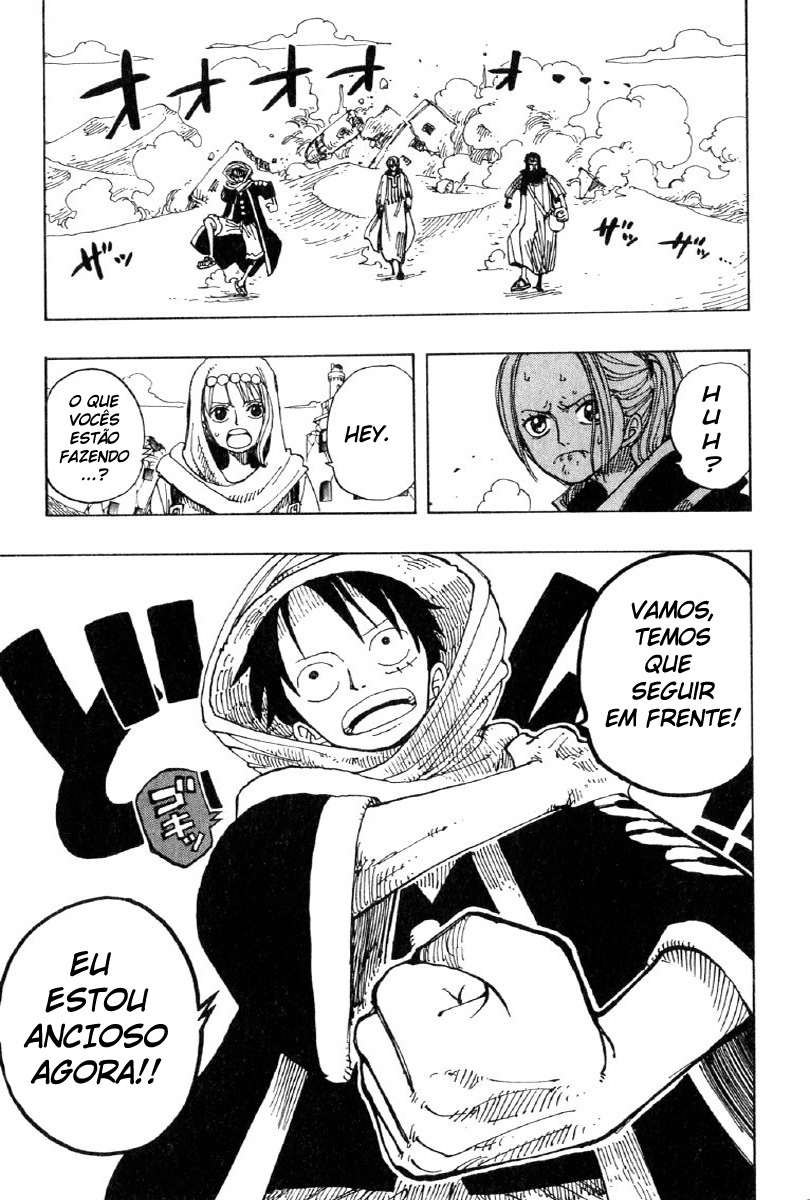 オオオオオ...
ザッ
ザッ
ザッ...
HUH?
HEY.
O QUE
VOCÊS
ESTÃO
FAZENDO
...?
VAMOS,
TEMOS
QUE
SEGUIR
EM FRENTE!
ゴキッ
EU
ESTOU
ANCIOSO
AGORA!!